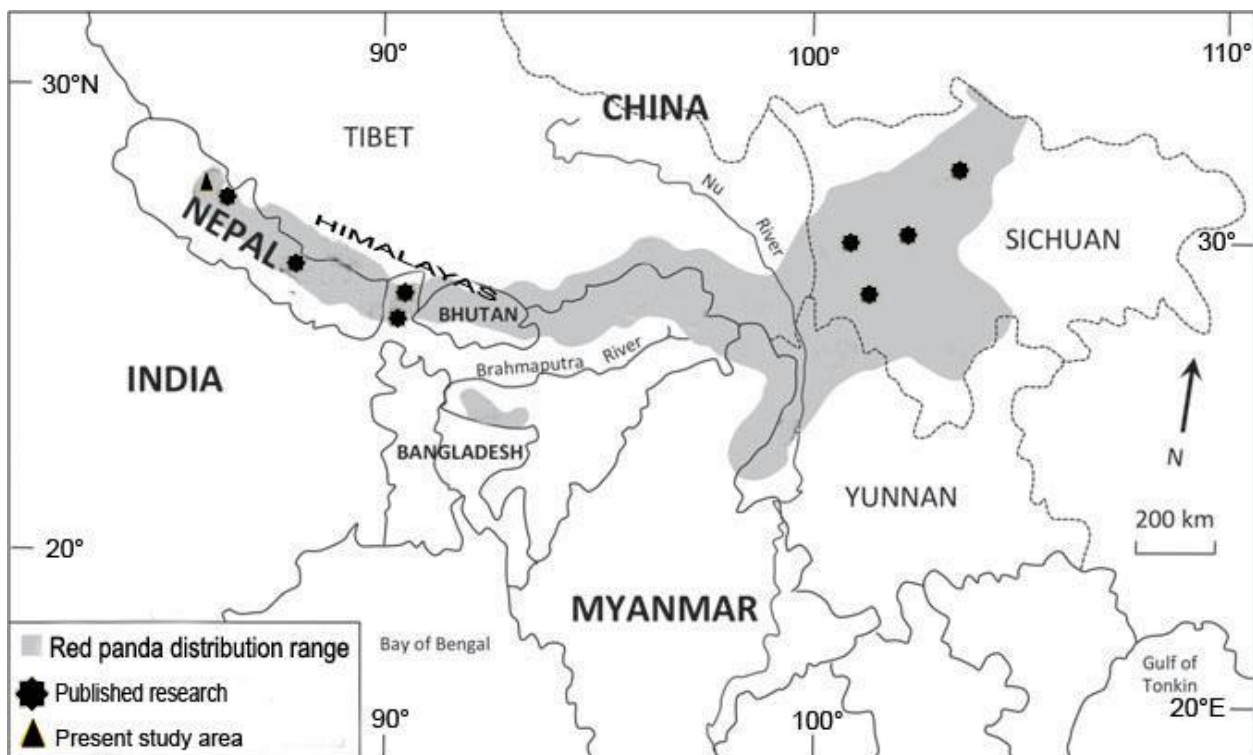 90°
100°
110°
30°N
CHINA
TIBET
Nu
River
HIMALAYAS
NEPAL.
30°
SICHUAN
BHUTAN
Brahmaputra River
INDIA
BANGLADESH
N
YUNNAN
200 km
20°
MYANMAR
Bay of Bengal
Gulf of
Tonkin
Red panda distribution range
Published research
Present study area
90°
100°
20°E